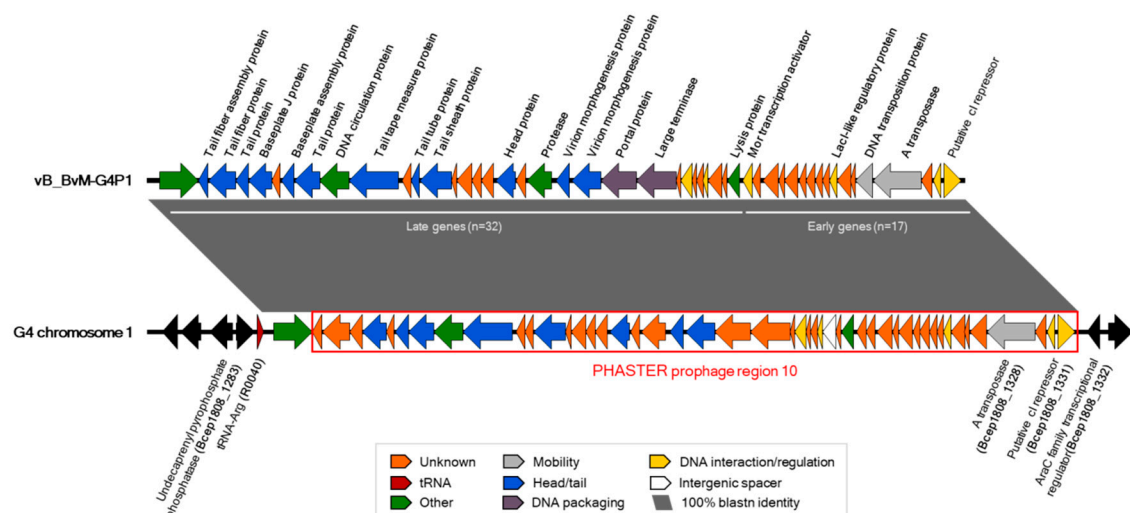 Tail fiber assembly protein
Tail fiber protein
Tail protein
Baseplate J protein
Baseplate assembly protein
Tail protein
DNA circulation protein
Tail tape measure protein
Tail tube protein
Tail sheath protein
Head protein
Protease
Virion morphogenesis protein
Virion morphogenesis protein
Portal protein
Large terminase
Lysis protein
Mor transcription activator
LacI-like regulatory protein
DNA transposition protein
A transposase
Putative cI repressor
vB_BvM-G4P1
Late genes (n=32)
Early genes (n=17)
G4 chromosome 1
PHASTER prophage region 10
Undecaprenyl pyrophosphate
phosphatase (Bcep1808_1283)
tRNA-Arg (R0040)
A transposase
(Bcep1808_1328)
Putative cI repressor
(Bcep1808_1331)
AraC family transcriptional
regulator(Bcep1808_1332)
Unknown
Mobility
DNA interaction/regulation
tRNA
Head/tail
Intergenic spacer
Other
DNA packaging
100% blastn identity